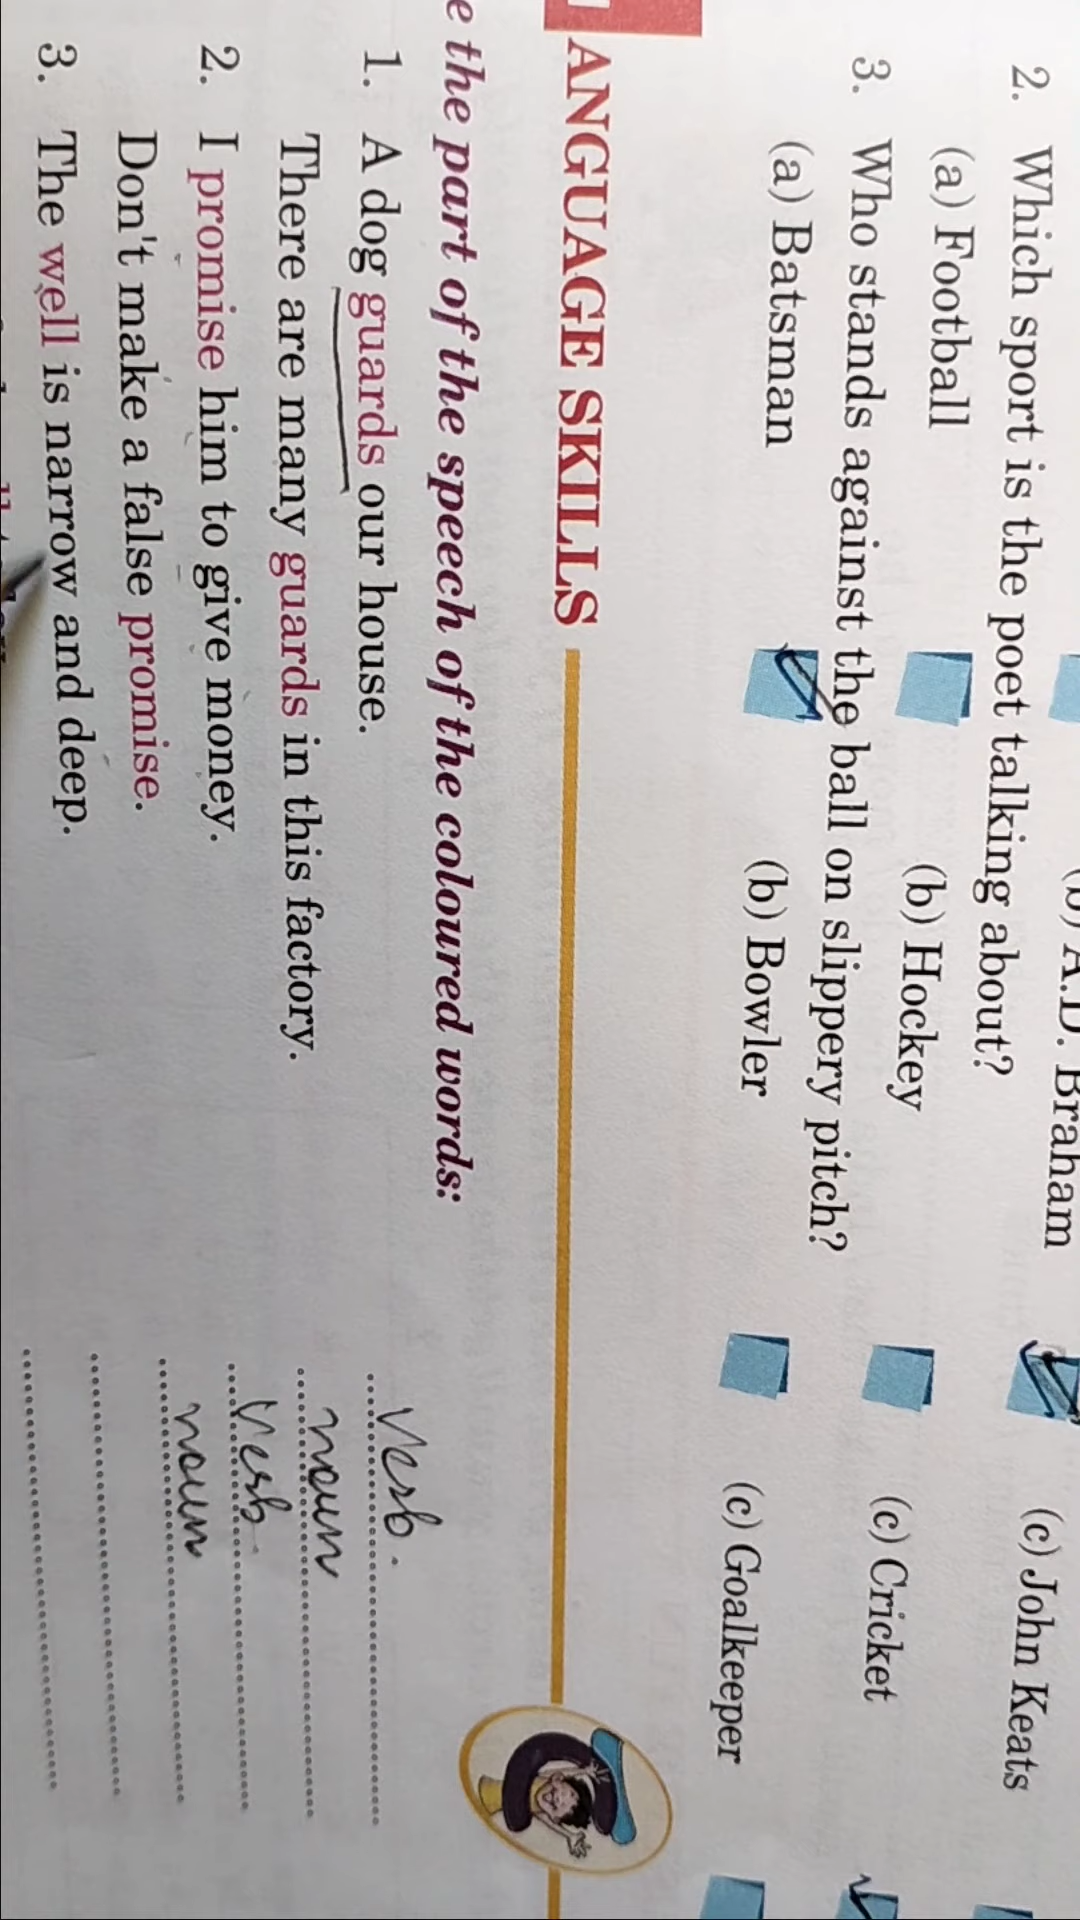 A.D. Braham (c) John Keats
2. Which sport is the poet talking about?
(a) Football (b) Hockey (c) Cricket
3. Who stands against the ball on slippery pitch?
(a) Batsman (b) Bowler (c) Goalkeeper
ANGUAGE SKILLS
e the part of the speech of the coloured words:
1. A dog guards our house. Verb.
There are many guards in this factory. noun
2. I promise him to give money. Verb
Don't make a false promise. noun
3. The well is narrow and deep.